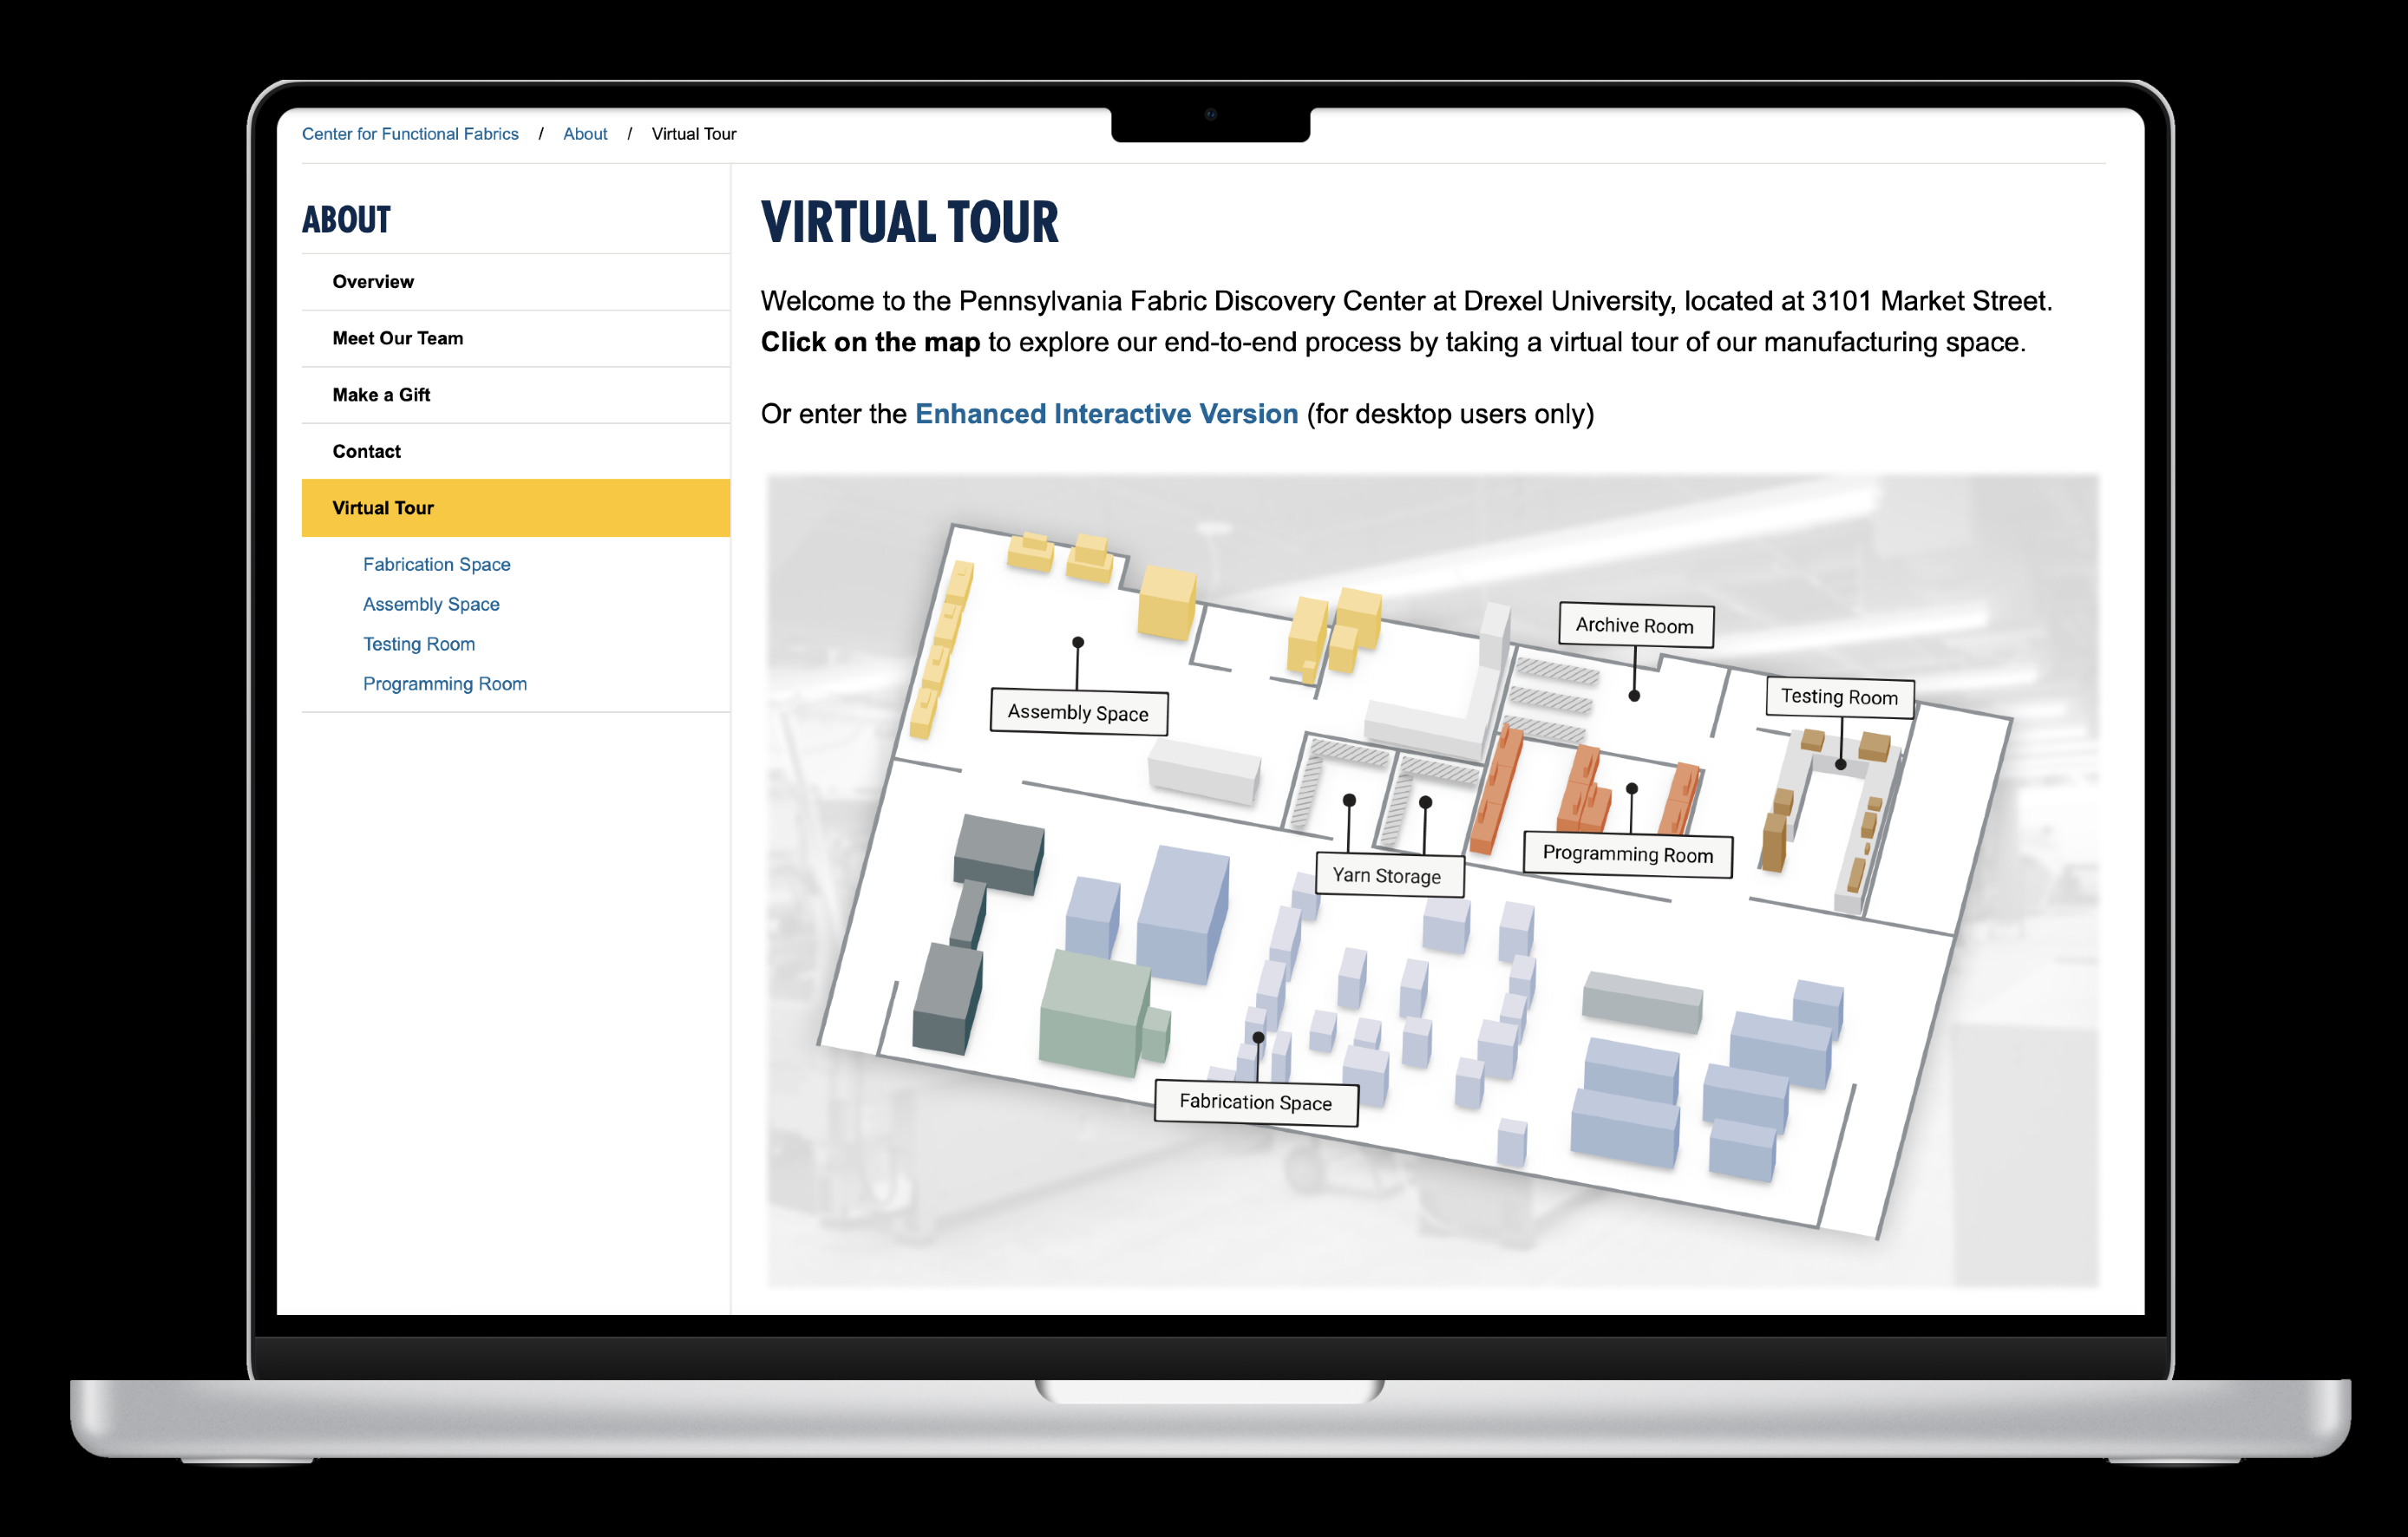 Center for Functional Fabrics / About / Virtual Tour
ABOUT
Overview
Meet Our Team
Make a Gift
Contact
Virtual Tour
Fabrication Space
Assembly Space
Testing Room
Programming Room
VIRTUAL TOUR
Welcome to the Pennsylvania Fabric Discovery Center at Drexel University, located at 3101 Market Street.
Click on the map to explore our end-to-end process by taking a virtual tour of our manufacturing space.
Or enter the Enhanced Interactive Version (for desktop users only)
Archive Room
Testing Room
Assembly Space
Programming Room
Yarn Storage
Fabrication Space